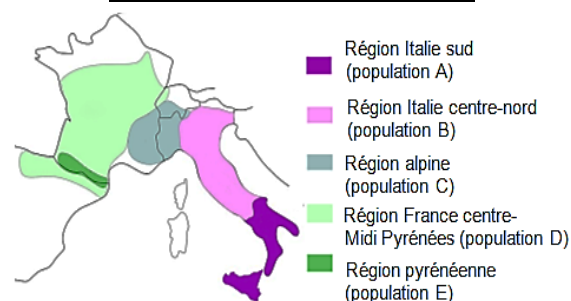 Région Italie sud
(population A)
Région Italie centre-nord
(population B)
Région alpine
(population C)
Région France centre-
Midi Pyrénées (population D)
Région pyrénéenne
(population E)